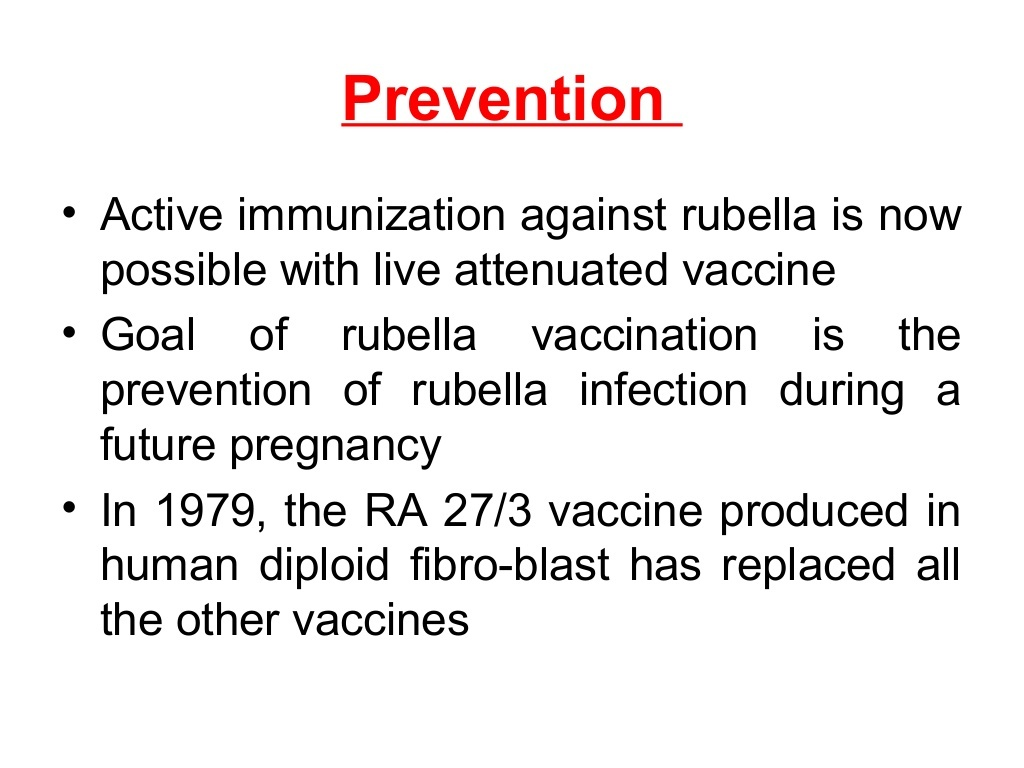 Prevention
• Active immunization against rubella is now
possible with live attenuated vaccine
• Goal of rubella vaccination is the
prevention of rubella infection during a
future pregnancy
• In 1979, the RA 27/3 vaccine produced in
human diploid fibro-blast has replaced all
the other vaccines